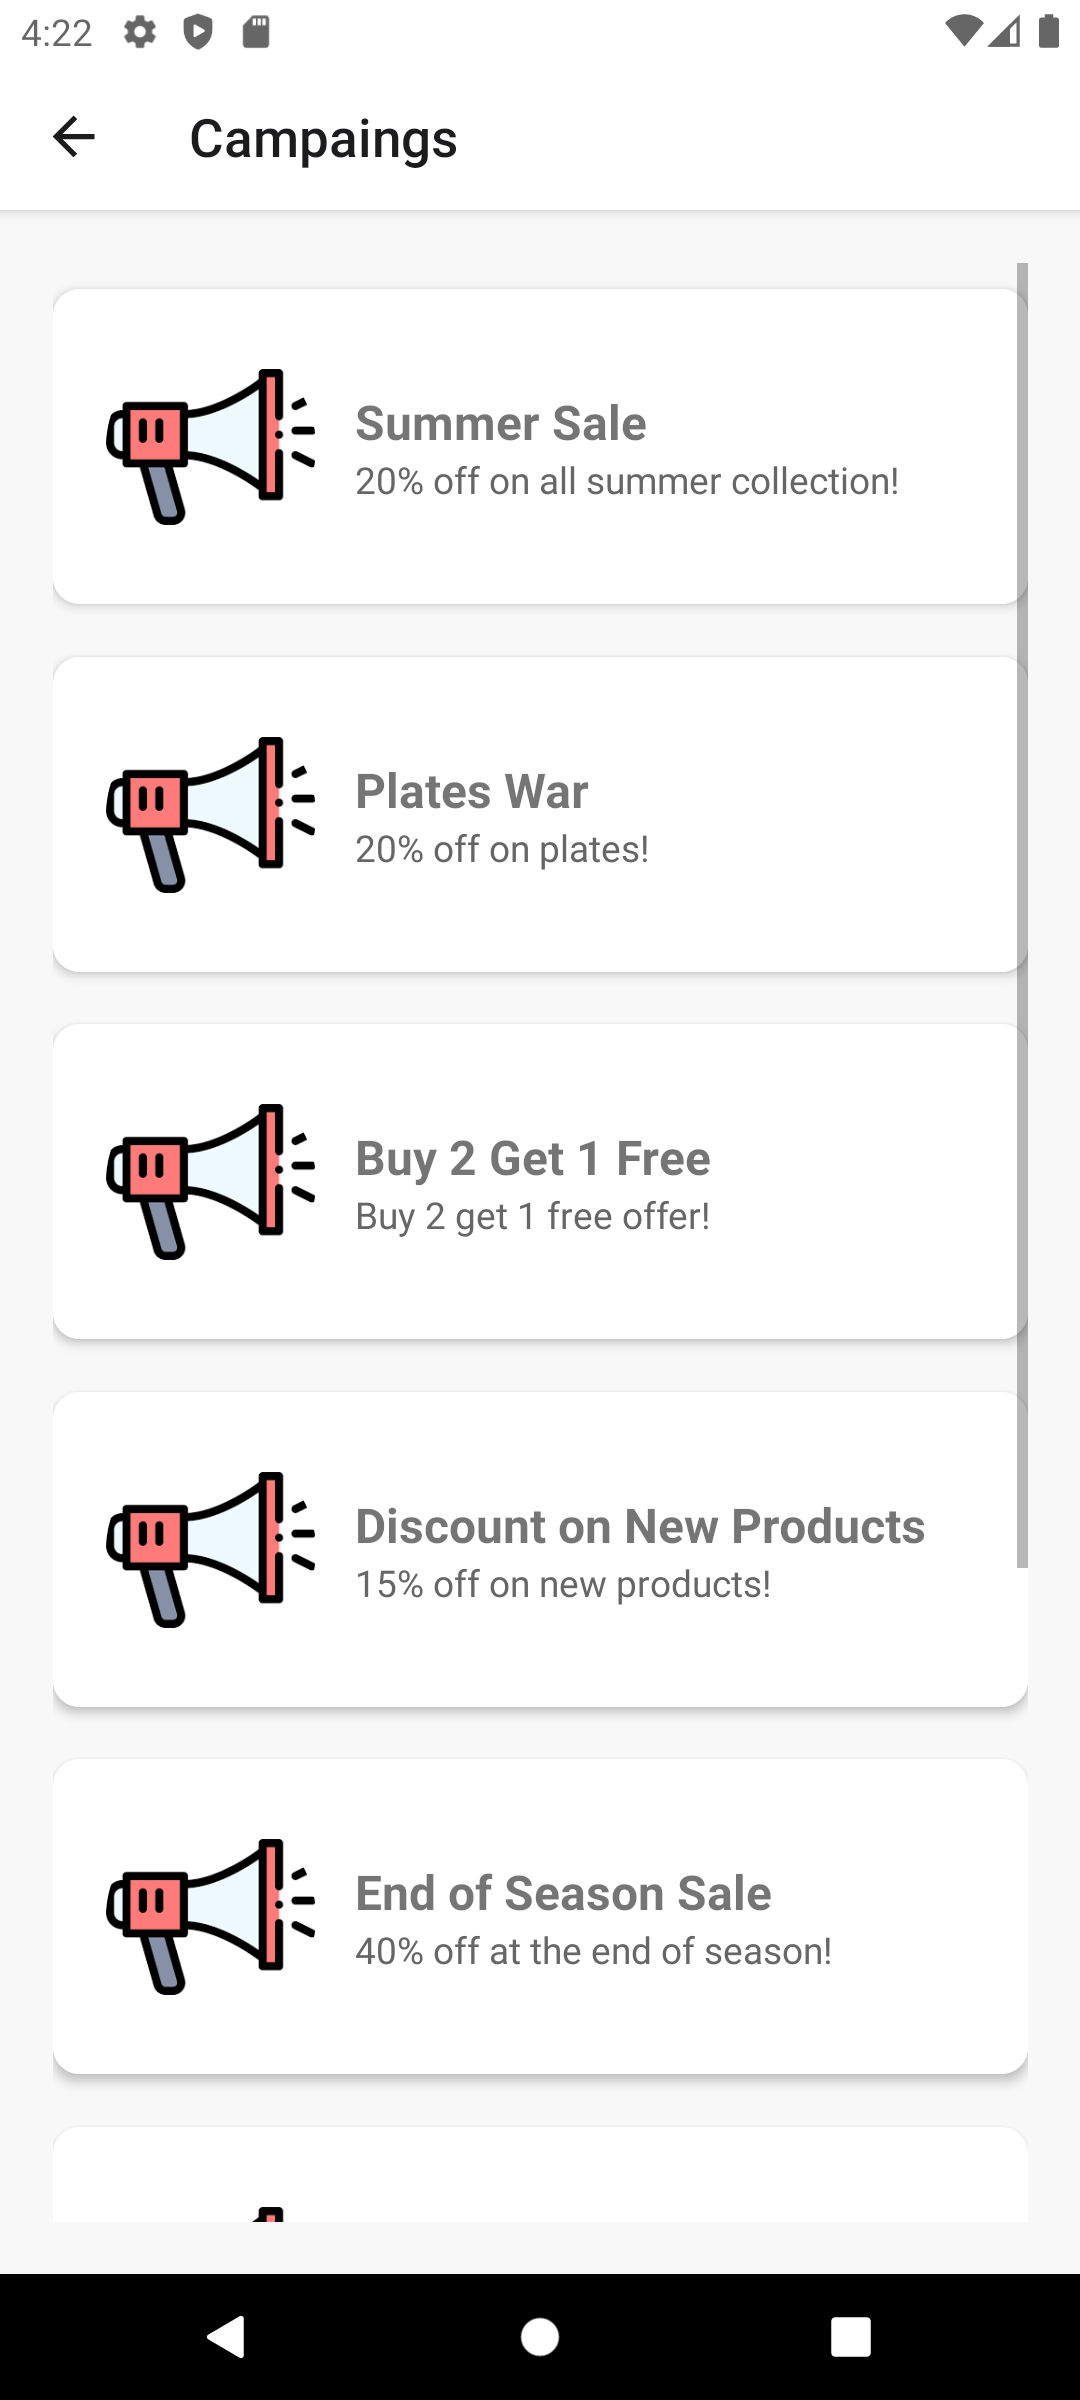 4:22
Campaings
Summer Sale
20% off on all summer collection!
Plates War
20% off on plates!
Buy 2 Get 1 Free
Buy 2 get 1 free offer!
Discount on New Products
15% off on new products!
End of Season Sale
40% off at the end of season!